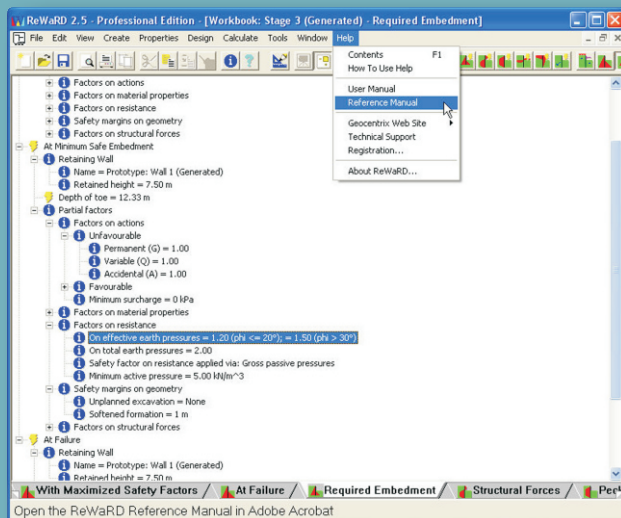 ReWaRD 2.5 - Professional Edition - [Workbook: Stage 3 (Generated) - Required Embedment]
File Edit View Create Properties Design Calculate Tools Window Help
Contents F1
How To Use Help
User Manual
Reference Manual
Geocentrix Web Site
Technical Support
Registration...
About ReWaRD...
Factors on actions
Factors on material properties
Factors on resistance
Safety margins on geometry
Factors on structural forces
At Minimum Safe Embedment
Retaining Wall
Name = Prototype: Wall 1 (Generated)
Retained height = 7.50 m
Depth of toe = 12.33 m
Partial factors
Factors on actions
Unfavourable
Permanent (G) = 1.00
Variable (Q) = 1.00
Accidental (A) = 1.00
Favourable
Minimum surcharge = 0 kPa
Factors on material properties
Factors on resistance
On effective earth pressures = 1.20 (phi <= 20°); = 1.50 (phi > 30°)
On total earth pressures = 2.00
Safety factor on resistance applied via: Gross passive pressures
Minimum active pressure = 5.00 kN/m^3
Safety margins on geometry
Unplanned excavation = None
Softened formation = 1 m
Factors on structural forces
At Failure
Retaining Wall
Name = Prototype: Wall 1 (Generated)
Retained height = 7.50 m
With Maximized Safety Factors At Failure Required Embedment Structural Forces
Open the ReWaRD Reference Manual in Adobe Acrobat